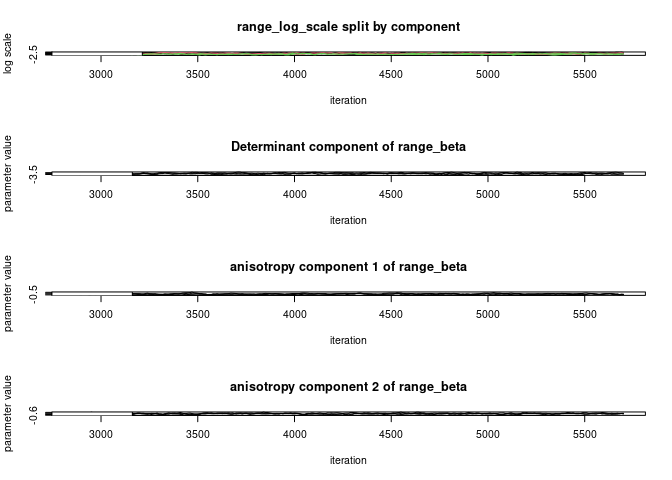 range_log_scale split by component
log scale
-2.5
3000 3500 4000 4500 5000 5500
iteration
Determinant component of range_beta
parameter value
-3.5
3000 3500 4000 4500 5000 5500
iteration
anisotropy component 1 of range_beta
parameter value
-0.5
3000 3500 4000 4500 5000 5500
iteration
anisotropy component 2 of range_beta
parameter value
-0.6
3000 3500 4000 4500 5000 5500
iteration